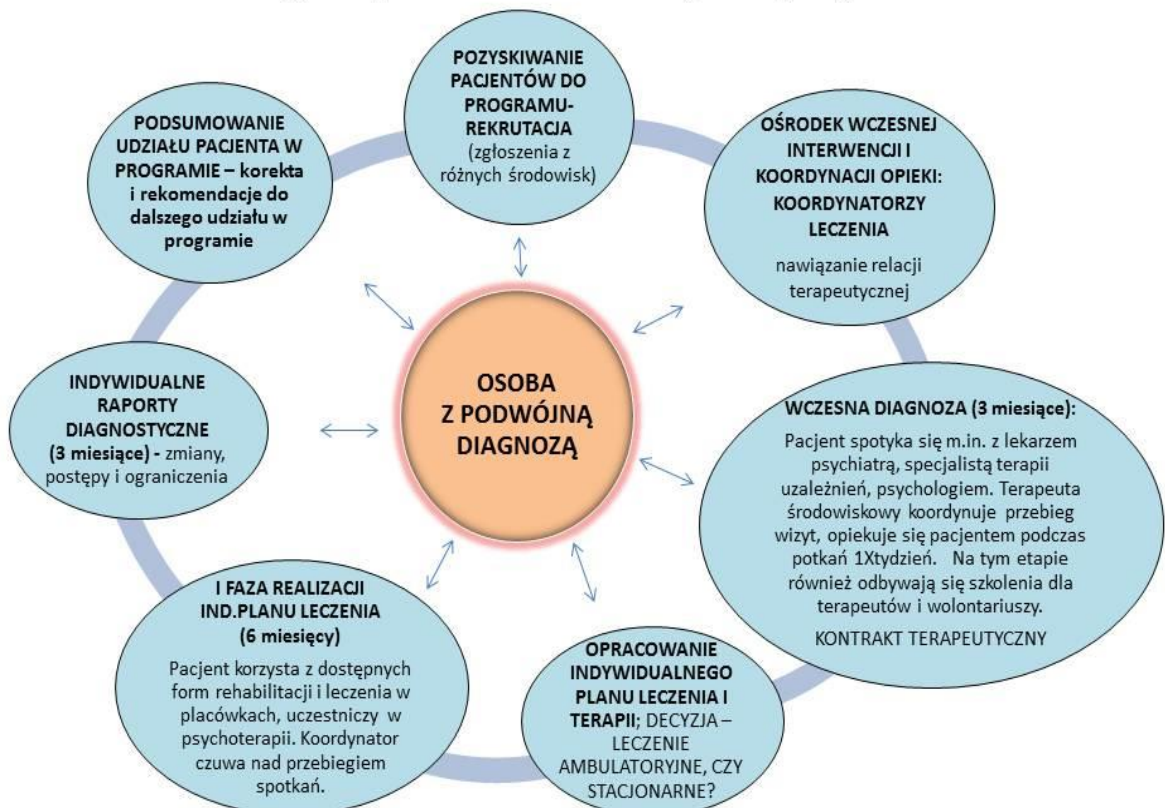 POZYSKIWANIE
PACJENTÓW DO
PROGRAMU-
REKRUTACJA
(zgłoszenia z
różnych środowisk)
OŚRODEK WCZESNEJ
INTERWENCJI I
KOORDYNACJI OPIEKI:
KOORDYNATORZY
LECZENIA
nawiązanie relacji
terapeutycznej
WCZESNA DIAGNOZA (3 miesiące):
Pacjent spotyka się m.in. z lekarzem
psychiatrą, specjalistą terapii
uzależnień, psychologiem. Terapeuta
środowiskowy koordynuje przebieg
wizyt, opiekuje się pacjentem podczas
potkań 1Xtydzień. Na tym etapie
również odbywają się szkolenia dla
terapeutów i wolontariuszy.
KONTRAKT TERAPEUTYCZNY
OPRACOWANIE
INDYWIDUALNEGO
PLANU LECZENIA I
TERAPII; DECYZJA –
LECZENIE
AMBULATORYJNE, CZY
STACJONARNE?
I FAZA REALIZACJI
IND.PLANU LECZENIA
(6 miesięcy)
Pacjent korzysta z dostępnych
form rehabilitacji i leczenia w
placówkach, uczestniczy w
psychoterapii. Koordynator
czuwa nad przebiegiem
spotkań.
INDYWIDUALNE
RAPORTY
DIAGNOSTYCZNE
(3 miesiące) - zmiany,
postępy i ograniczenia
PODSUMOWANIE
UDZIAŁU PACJENTA W
PROGRAMIE – korekta
i rekomendacje do
dalszego udziału w
programie
OSOBA
Z PODWÓJNĄ
DIAGNOZĄ